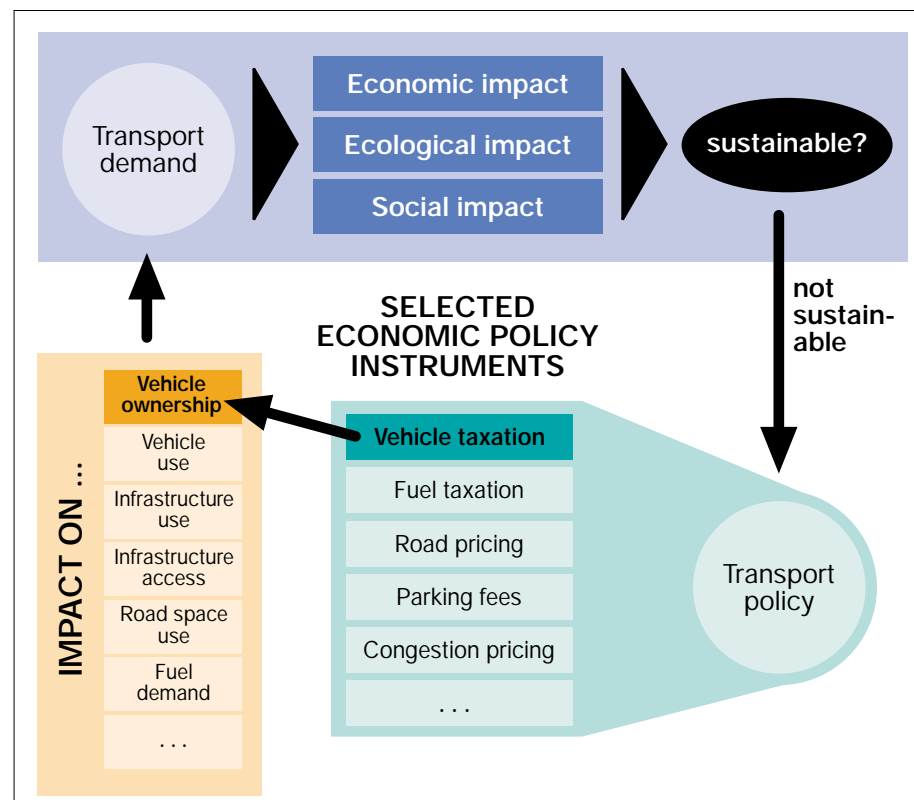 Transport
demand
Economic impact
Ecological impact
Social impact
sustainable?
not
sustain-
able
SELECTED
ECONOMIC POLICY
INSTRUMENTS
IMPACT ON ...
Vehicle
ownership
Vehicle
use
Infrastructure
use
Infrastructure
access
Road space
use
Fuel
demand
. . .
Vehicle taxation
Fuel taxation
Road pricing
Parking fees
Congestion pricing
. . .
Transport
policy